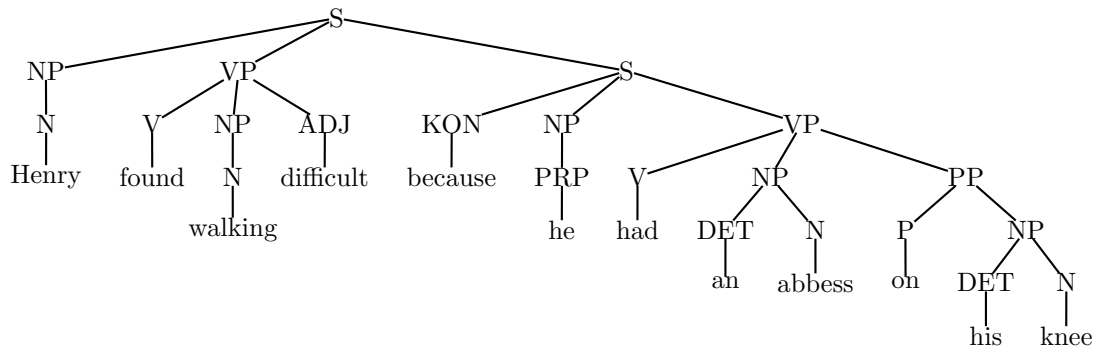 S
NP VP S
N V NP ADJ KON NP VP
Henry found N difficult because PRP V NP PP
walking he had DET N P NP
an abbess on DET N
his knee